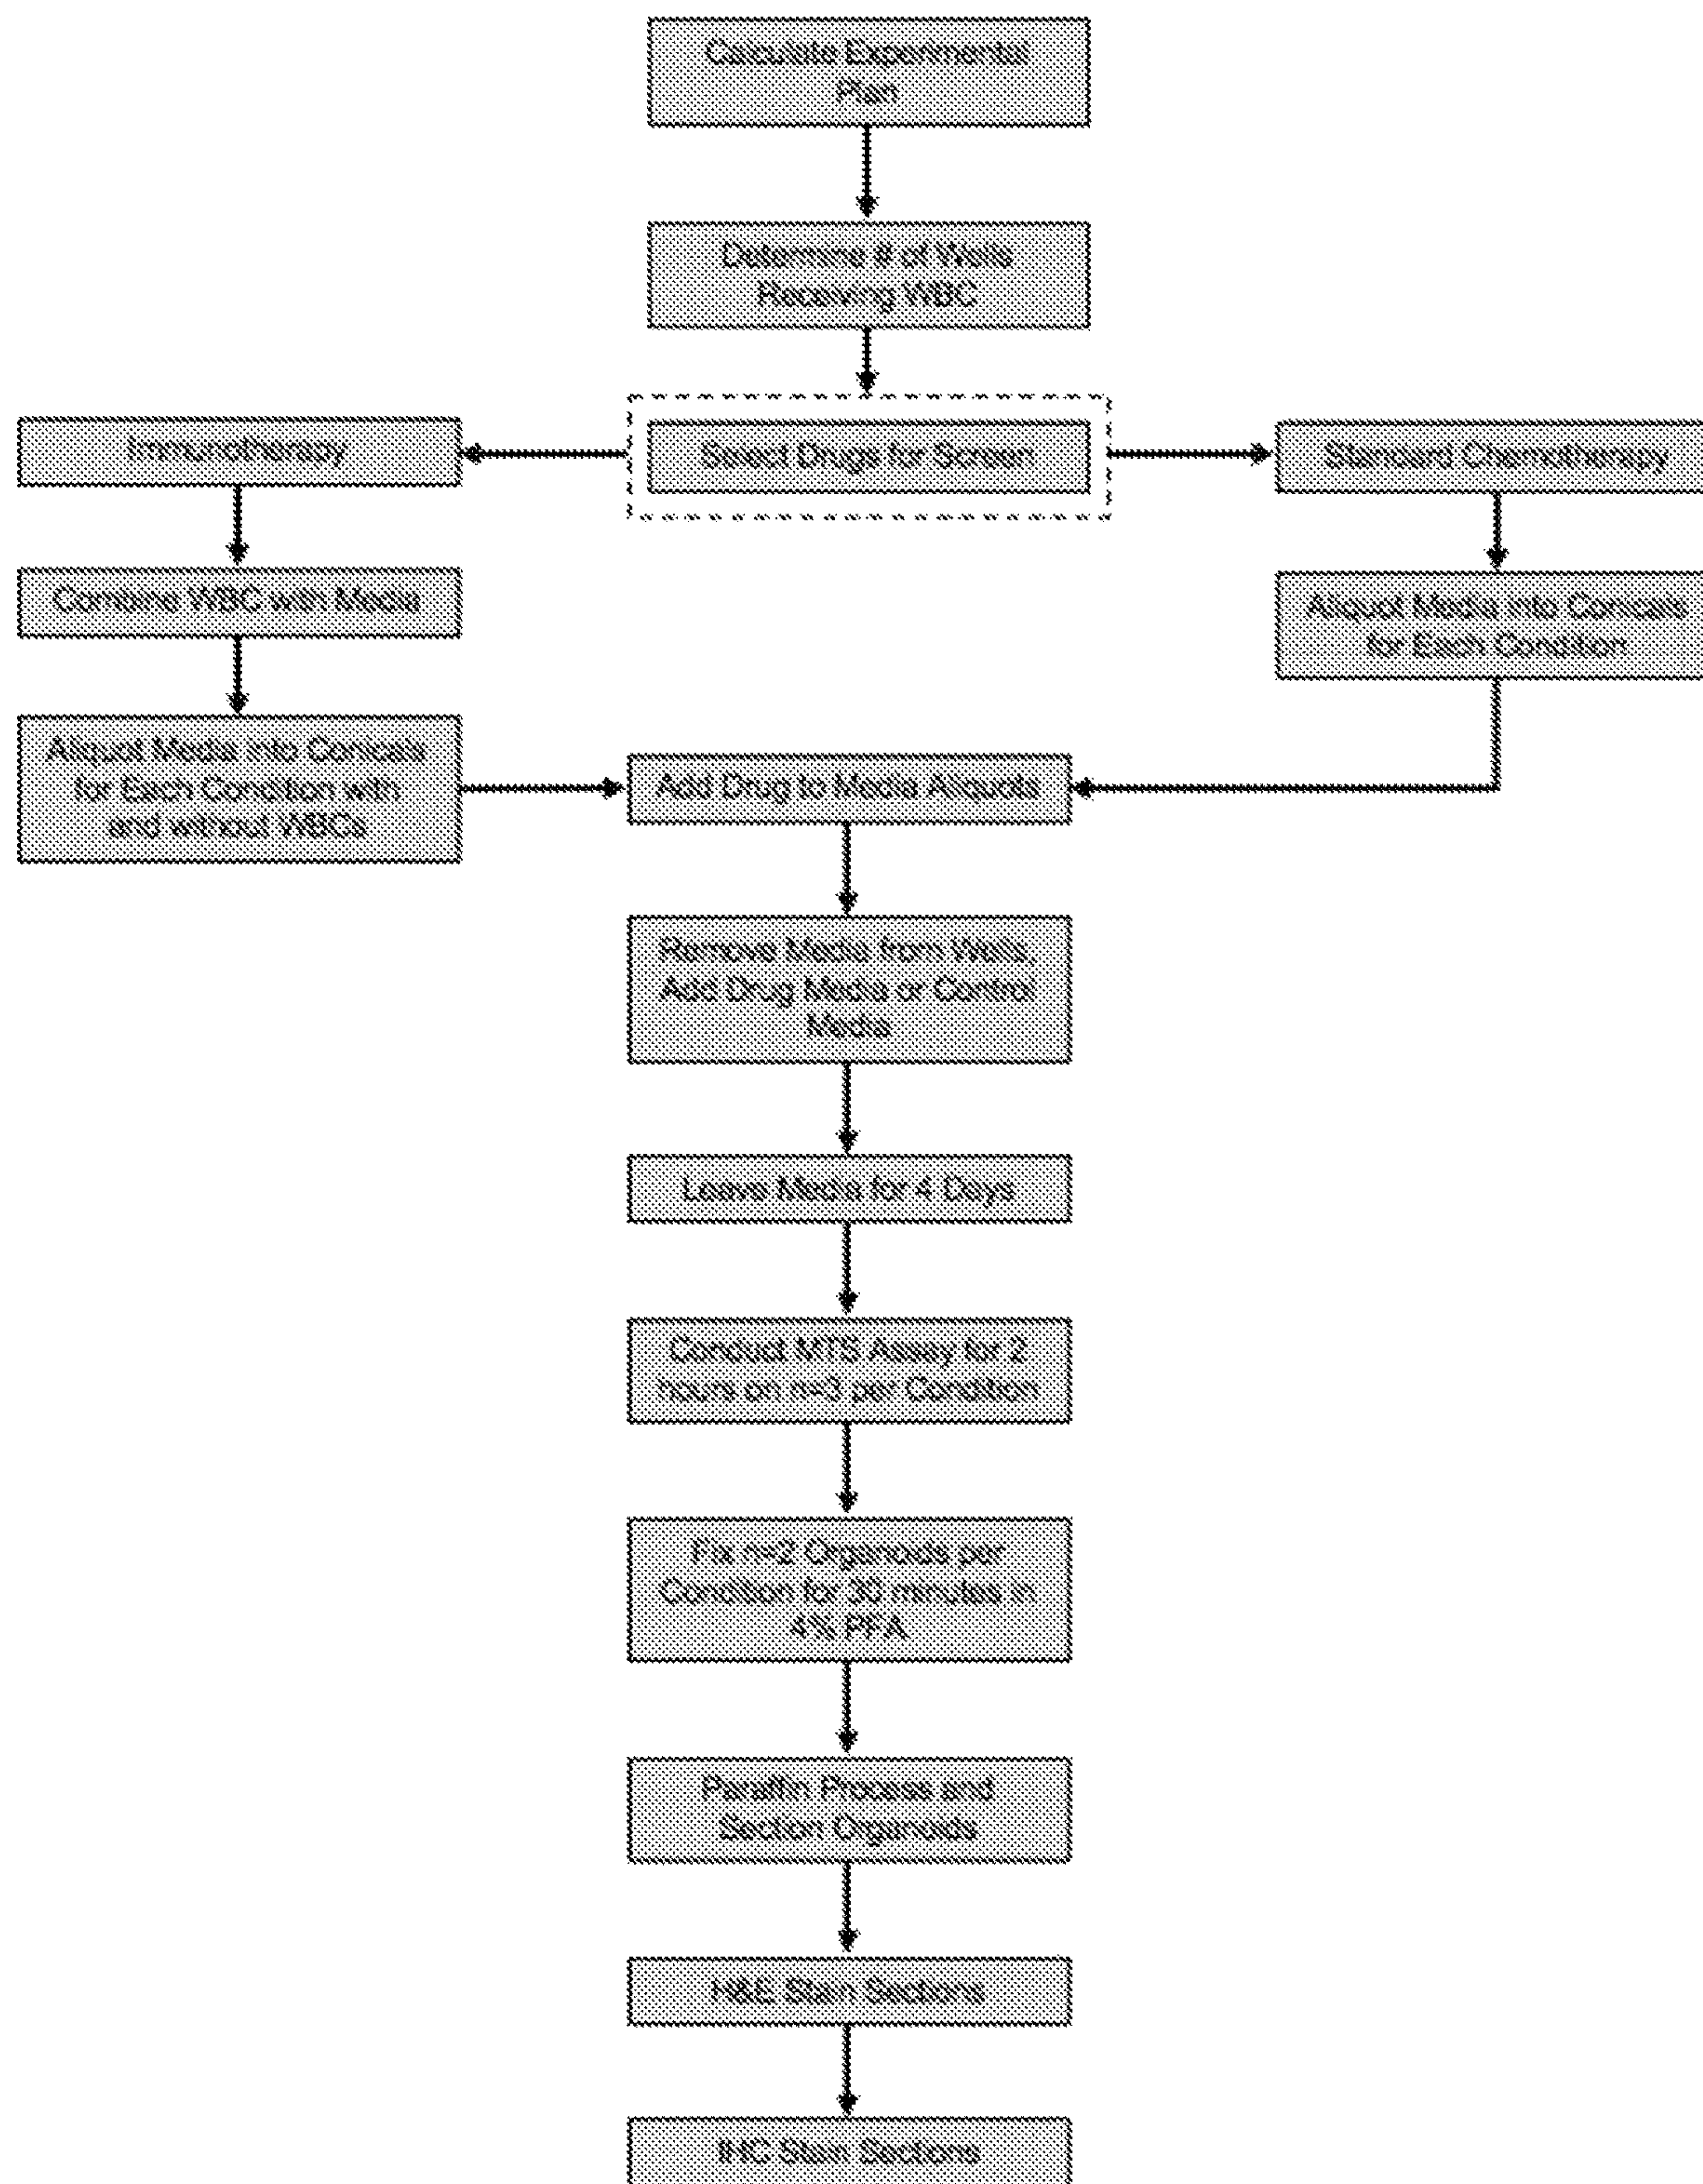 Calculate Experimental
Plan
Determine # of Wells
Receiving WBC
Immunotherapy
Select Drugs for Screen
Standard Chemotherapy
Combine WBC with Media
Aliquot Media into Conicals
for Each Condition
Aliquot Media into Conicals
for Each Condition with
and without WBCs
Add Drug to Media Aliquots
Remove Media from Wells,
Add Drug Media or Control
Media
Leave Media for 4 Days
Conduct MTS Assay for 2
hours on n=3 per Condition
Fix n=2 Organoids per
Condition for 30 minutes in
4% PFA
Paraffin Process and
Section Organoids
H&E Stain Sections
IHC Stain Sections